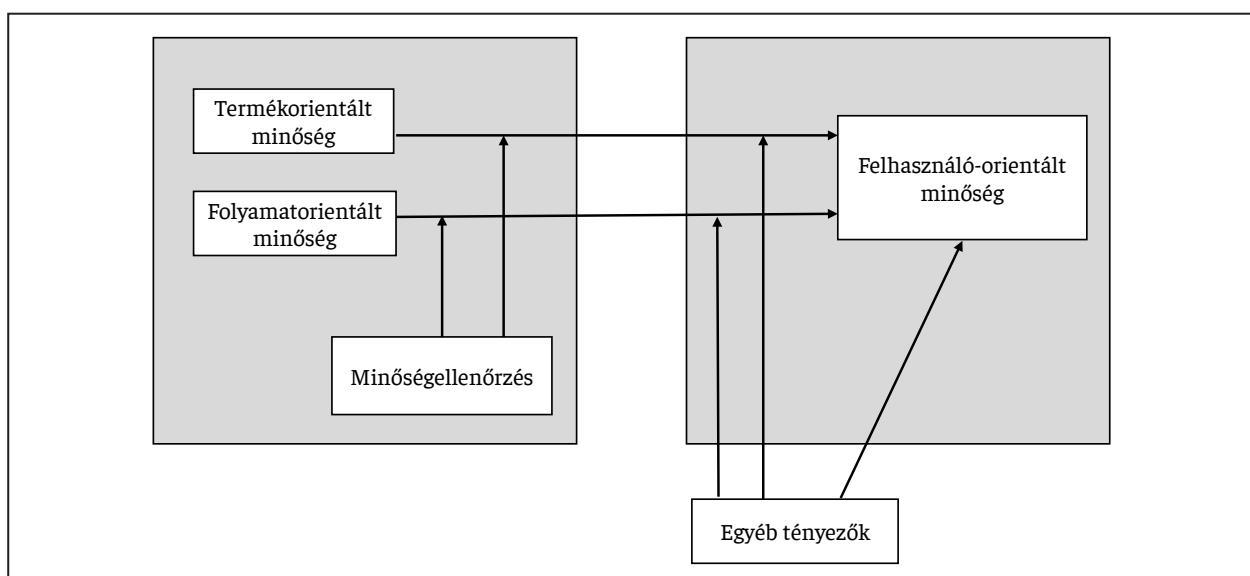 Termékorientált
minőség
Felhasználó-orientált
minőség
Folyamatorientált
minőség
Minőségellenőrzés
Egyéb tényezők